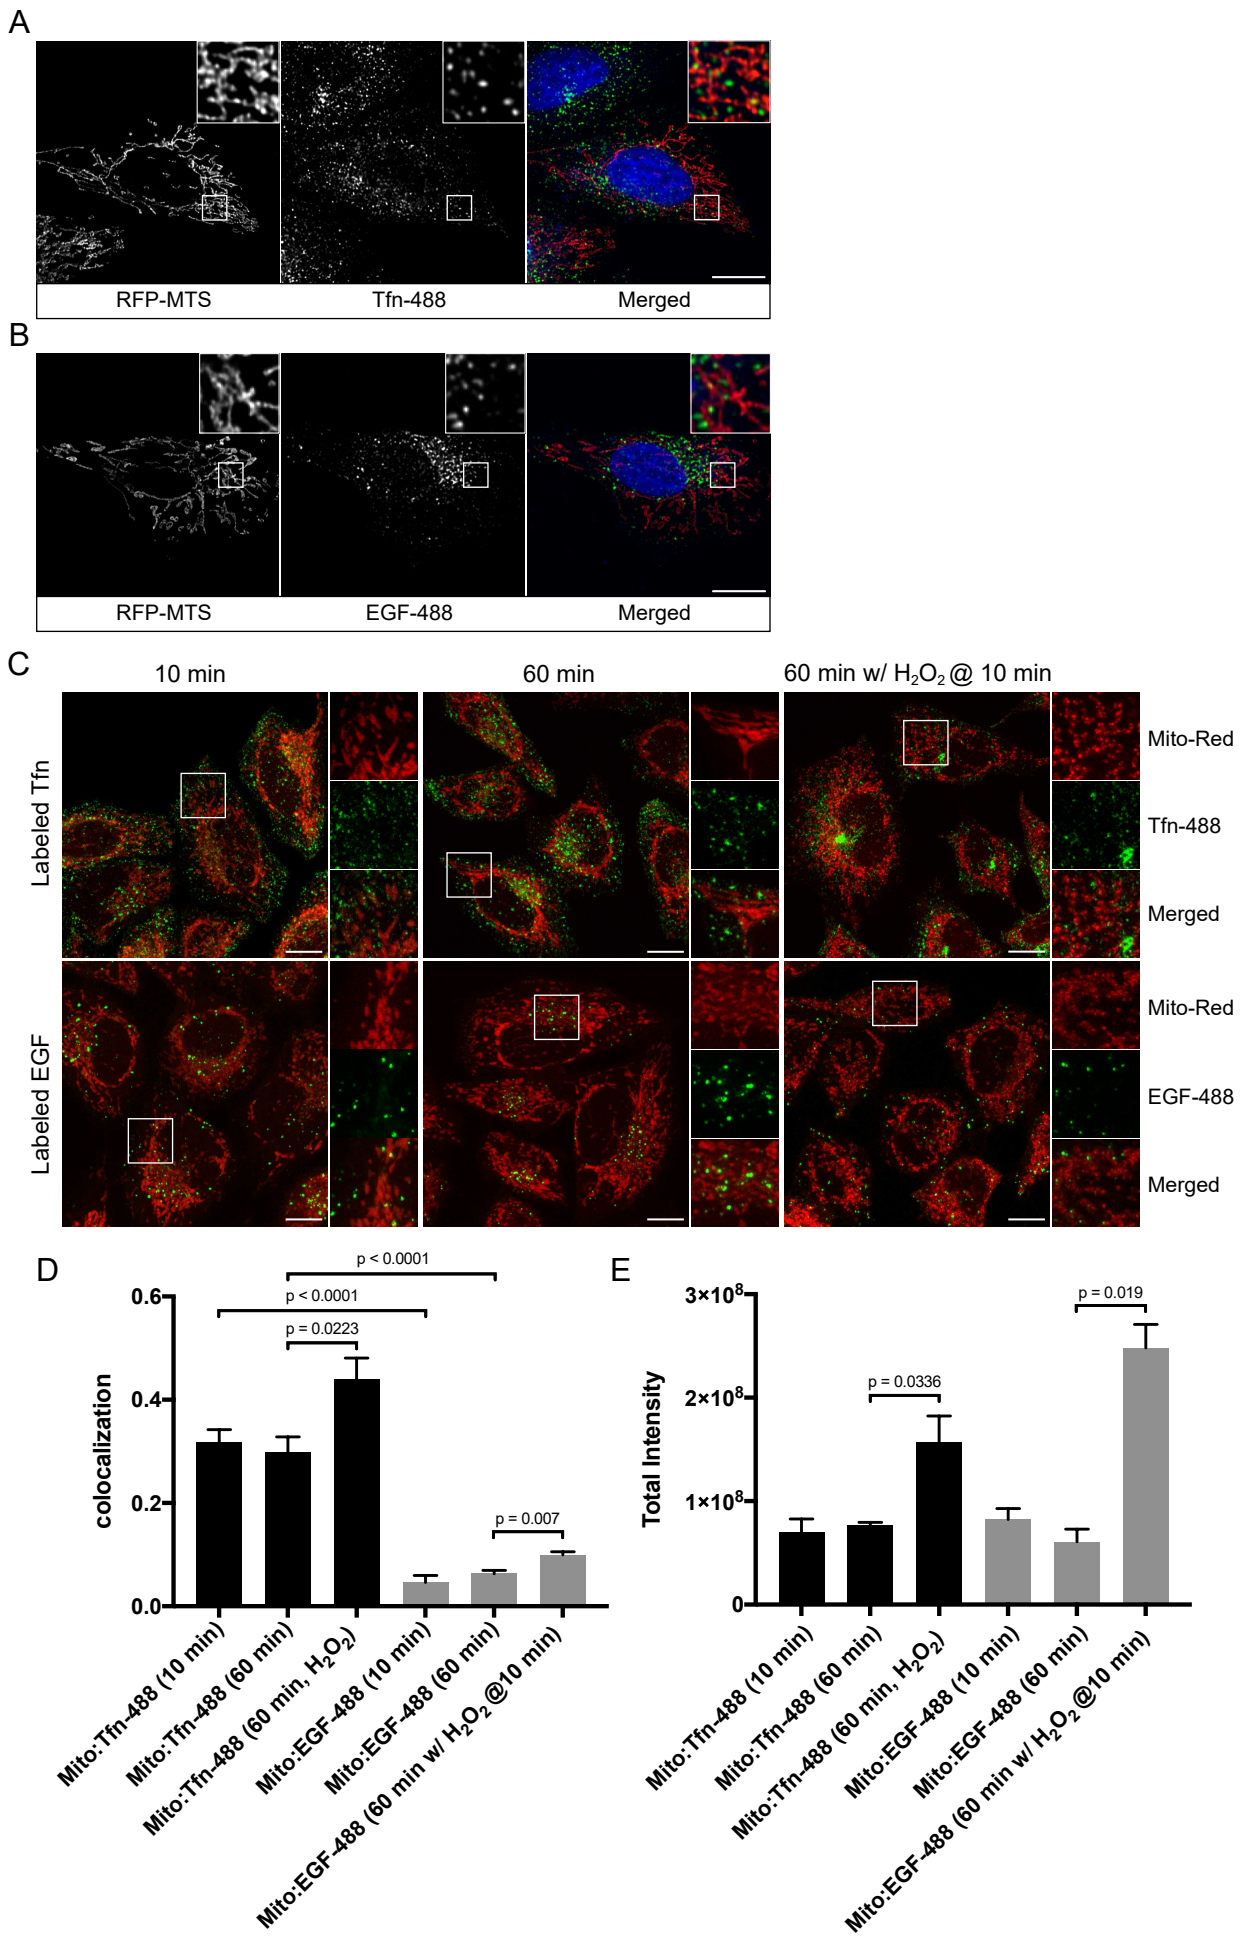 A
RFP-MTS Tfn-488 Merged
B
RFP-MTS EGF-488 Merged
C
10 min 60 min 60 min w/ H₂O₂ @ 10 min
Labeled Tfn
Mito-Red
Tfn-488
Merged
Labeled EGF
Mito-Red
EGF-488
Merged
D
p < 0.0001
p < 0.0001
p = 0.0223
p = 0.007
0.6
0.4
0.2
0.0
colocalization
Mito:Tfn-488 (10 min)
Mito:Tfn-488 (60 min)
Mito:Tfn-488 (60 min, H₂O₂)
Mito:EGF-488 (10 min)
Mito:EGF-488 (60 min)
Mito:EGF-488 (60 min w/ H₂O₂ @10 min)
E
p = 0.019
p = 0.0336
3×10⁸
2×10⁸
1×10⁸
0
Total Intensity
Mito:Tfn-488 (10 min)
Mito:Tfn-488 (60 min)
Mito:Tfn-488 (60 min, H₂O₂)
Mito:EGF-488 (10 min)
Mito:EGF-488 (60 min)
Mito:EGF-488 (60 min w/ H₂O₂ @10 min)